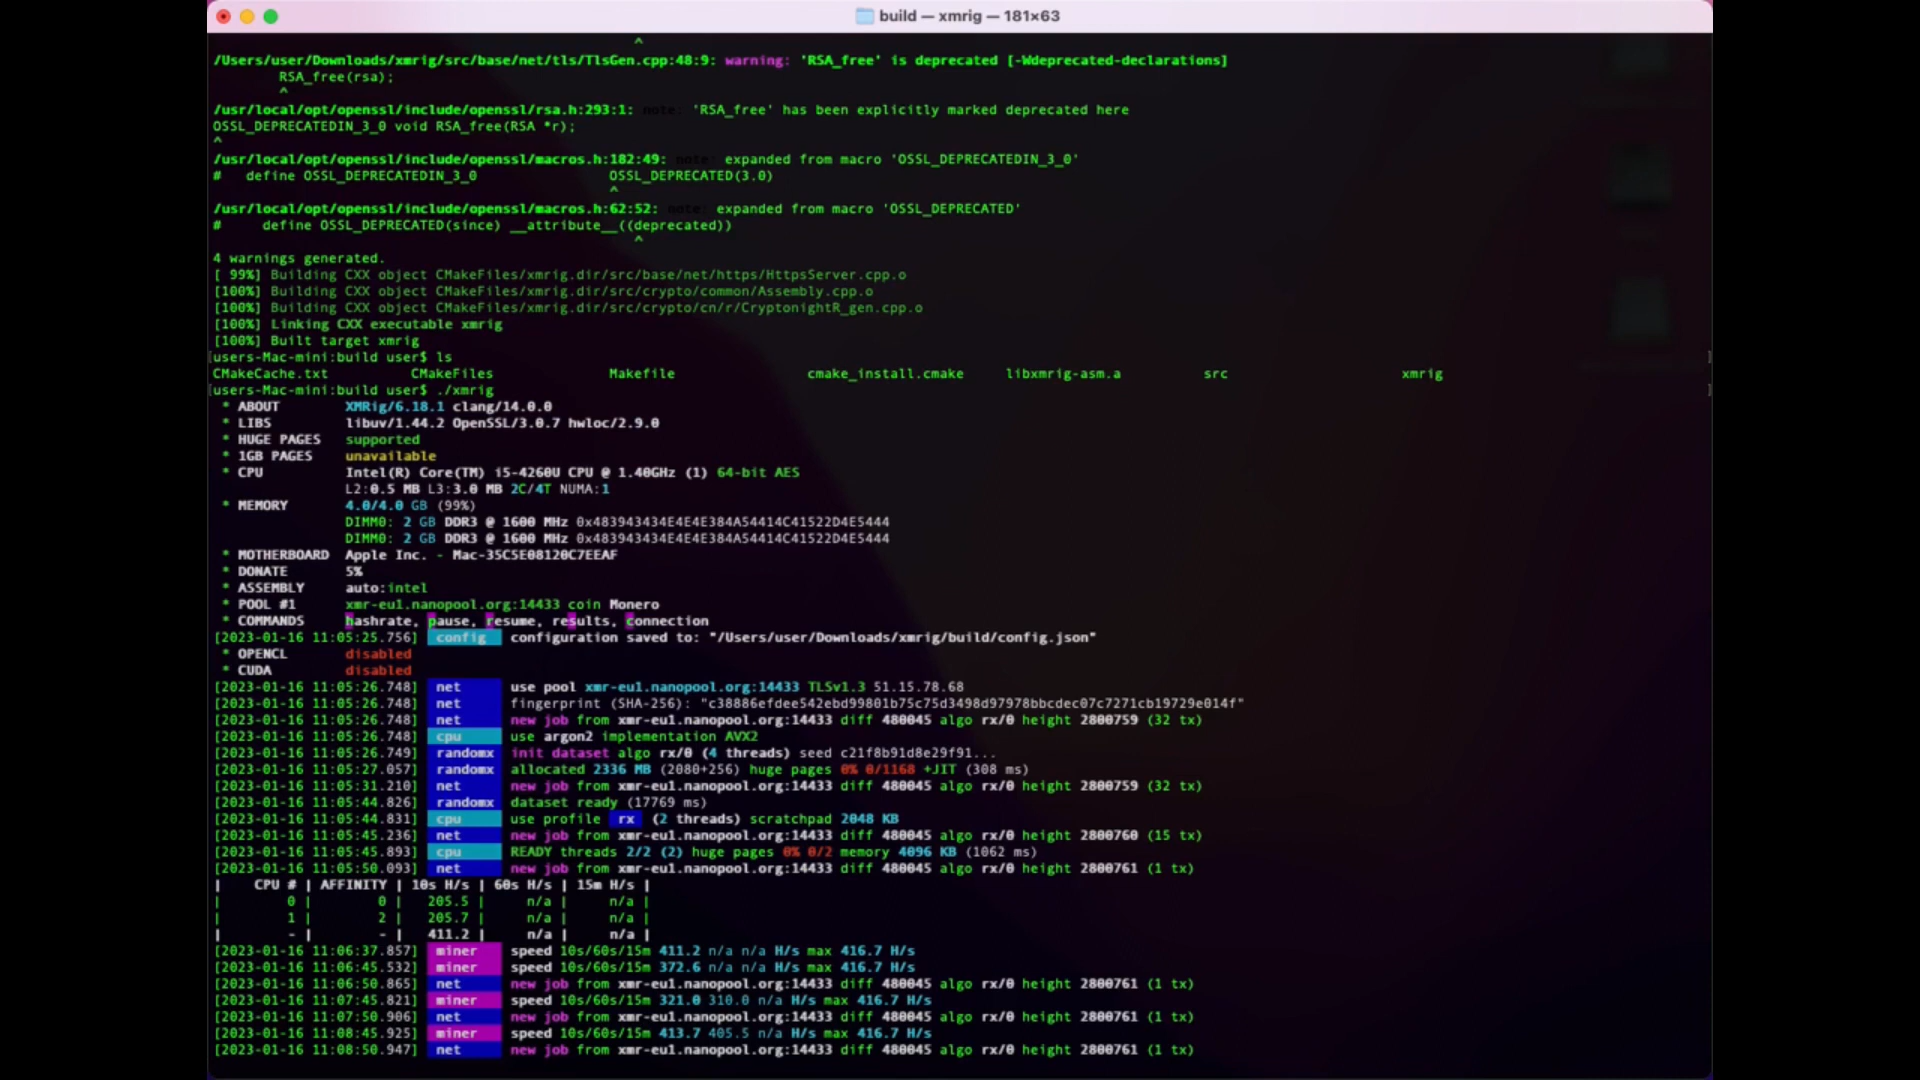 build — xmrig — 181×63
^
/Users/user/Downloads/xmrig/src/base/net/tls/TlsGen.cpp:48:9: warning: 'RSA_free' is deprecated [-Wdeprecated-declarations]
RSA_free(rsa);
^
/usr/local/opt/openssl/include/openssl/rsa.h:293:1: note: 'RSA_free' has been explicitly marked deprecated here
OSSL_DEPRECATEDIN_3_0 void RSA_free(RSA *r);
^
/usr/local/opt/openssl/include/openssl/macros.h:182:49: note: expanded from macro 'OSSL_DEPRECATEDIN_3_0'
# define OSSL_DEPRECATEDIN_3_0 OSSL_DEPRECATED(3.0)
^
/usr/local/opt/openssl/include/openssl/macros.h:62:52: note: expanded from macro 'OSSL_DEPRECATED'
# define OSSL_DEPRECATED(since) __attribute__((deprecated))
^
4 warnings generated.
[ 99%] Building CXX object CMakeFiles/xmrig.dir/src/base/net/https/HttpsServer.cpp.o
[100%] Building CXX object CMakeFiles/xmrig.dir/src/crypto/common/Assembly.cpp.o
[100%] Building CXX object CMakeFiles/xmrig.dir/src/crypto/cn/r/CryptonightR_gen.cpp.o
[100%] Linking CXX executable xmrig
[100%] Built target xmrig
[users-Mac-mini:build user$ ls ]
CMakeCache.txt CMakeFiles Makefile cmake_install.cmake libxmrig-asm.a src xmrig
[users-Mac-mini:build user$ ./xmrig ]
* ABOUT XMRig/6.18.1 clang/14.0.0
* LIBS libuv/1.44.2 OpenSSL/3.0.7 hwloc/2.9.0
* HUGE PAGES supported
* 1GB PAGES unavailable
* CPU Intel(R) Core(TM) i5-4260U CPU @ 1.40GHz (1) 64-bit AES
L2:0.5 MB L3:3.0 MB 2C/4T NUMA:1
* MEMORY 4.0/4.0 GB (99%)
DIMM0: 2 GB DDR3 @ 1600 MHz 0x483943434E4E4E384A54414C41522D4E5444
DIMM0: 2 GB DDR3 @ 1600 MHz 0x483943434E4E4E384A54414C41522D4E5444
* MOTHERBOARD Apple Inc. - Mac-35C5E08120C7EEAF
* DONATE 5%
* ASSEMBLY auto:intel
* POOL #1 xmr-eu1.nanopool.org:14433 coin Monero
* COMMANDS hashrate, pause, resume, results, connection
[2023-01-16 11:05:25.756] config configuration saved to: "/Users/user/Downloads/xmrig/build/config.json"
* OPENCL disabled
* CUDA disabled
[2023-01-16 11:05:26.748] net use pool xmr-eu1.nanopool.org:14433 TLSv1.3 51.15.78.68
[2023-01-16 11:05:26.748] net fingerprint (SHA-256): "c38886efdee542ebd99801b75c75d3498d97978bbcdec07c7271cb19729e014f"
[2023-01-16 11:05:26.748] net new job from xmr-eu1.nanopool.org:14433 diff 480045 algo rx/0 height 2800759 (32 tx)
[2023-01-16 11:05:26.748] cpu use argon2 implementation AVX2
[2023-01-16 11:05:26.749] randomx init dataset algo rx/0 (4 threads) seed c21f8b91d8e29f91...
[2023-01-16 11:05:27.057] randomx allocated 2336 MB (2080+256) huge pages 0% 0/1168 +JIT (308 ms)
[2023-01-16 11:05:31.210] net new job from xmr-eu1.nanopool.org:14433 diff 480045 algo rx/0 height 2800759 (32 tx)
[2023-01-16 11:05:44.826] randomx dataset ready (17769 ms)
[2023-01-16 11:05:44.831] cpu use profile rx (2 threads) scratchpad 2048 KB
[2023-01-16 11:05:45.236] net new job from xmr-eu1.nanopool.org:14433 diff 480045 algo rx/0 height 2800760 (15 tx)
[2023-01-16 11:05:45.893] cpu READY threads 2/2 (2) huge pages 0% 0/2 memory 4096 KB (1062 ms)
[2023-01-16 11:05:50.093] net new job from xmr-eu1.nanopool.org:14433 diff 480045 algo rx/0 height 2800761 (1 tx)
| CPU # | AFFINITY | 10s H/s | 60s H/s | 15m H/s |
| 0 | 0 | 205.5 | n/a | n/a |
| 1 | 2 | 205.7 | n/a | n/a |
| - | - | 411.2 | n/a | n/a |
[2023-01-16 11:06:37.857] miner speed 10s/60s/15m 411.2 n/a n/a H/s max 416.7 H/s
[2023-01-16 11:06:45.532] miner speed 10s/60s/15m 372.6 n/a n/a H/s max 416.7 H/s
[2023-01-16 11:06:50.865] net new job from xmr-eu1.nanopool.org:14433 diff 480045 algo rx/0 height 2800761 (1 tx)
[2023-01-16 11:07:45.821] miner speed 10s/60s/15m 321.0 310.0 n/a H/s max 416.7 H/s
[2023-01-16 11:07:50.906] net new job from xmr-eu1.nanopool.org:14433 diff 480045 algo rx/0 height 2800761 (1 tx)
[2023-01-16 11:08:45.925] miner speed 10s/60s/15m 413.7 405.5 n/a H/s max 416.7 H/s
[2023-01-16 11:08:50.947] net new job from xmr-eu1.nanopool.org:14433 diff 480045 algo rx/0 height 2800761 (1 tx)